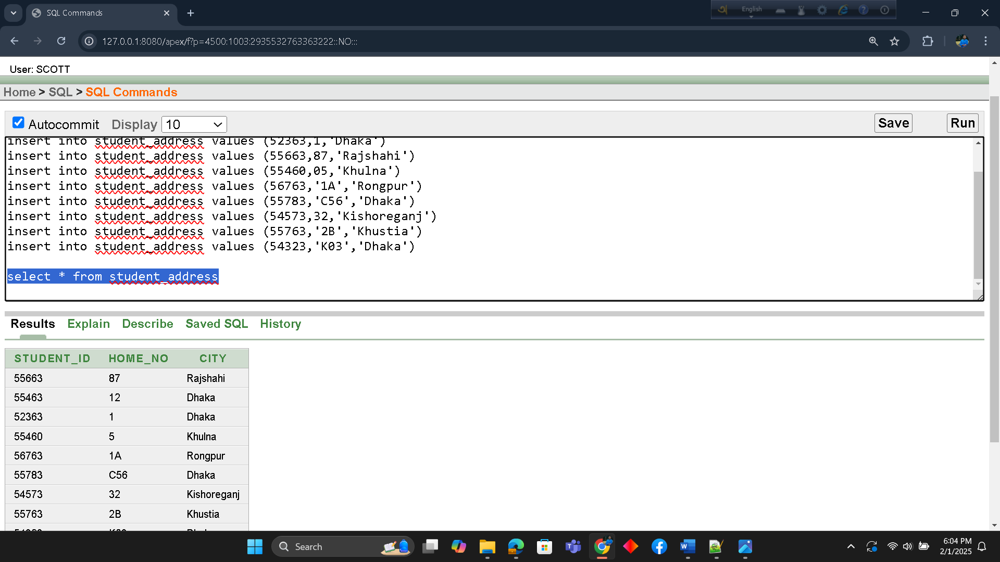 SQL Commands
English
127.0.0.1:8080/apex/f?p=4500:1003:2935532763363222::NO:::
User: SCOTT
Home > SQL > SQL Commands
Autocommit Display 10 Save Run
insert into student_address values (52363,1,'Dhaka')
insert into student_address values (55663,87,'Rajshahi')
insert into student_address values (55460,05,'Khulna')
insert into student_address values (56763,'1A','Rongpur')
insert into student_address values (55783,'C56','Dhaka')
insert into student_address values (54573,32,'Kishoreganj')
insert into student_address values (55763,'2B','Khustia')
insert into student_address values (54323,'K03','Dhaka')
select * from student_address
Results Explain Describe Saved SQL History
STUDENT_ID HOME_NO CITY
55663 87 Rajshahi
55463 12 Dhaka
52363 1 Dhaka
55460 5 Khulna
56763 1A Rongpur
55783 C56 Dhaka
54573 32 Kishoreganj
55763 2B Khustia
Search
6:04 PM
2/1/2025